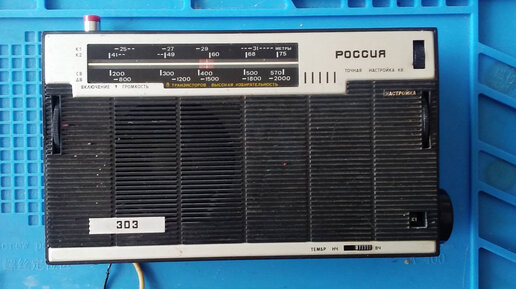 К1 25 27 29 31 МЕТРЫ
К2 41 49 60 68 75
РОССИЯ
СВ 200 300 400 500 570
ДВ 800 1200 1500 1800 2000
ТОЧНАЯ НАСТРОЙКА КВ
ВКЛЮЧЕНИЕ ГРОМКОСТЬ
8 ТРАНЗИСТОРОВ ВЫСОКАЯ ИЗБИРАТЕЛЬНОСТЬ
НАСТРОЙКА
303
К1
ТЕМБР НЧ ВЧ